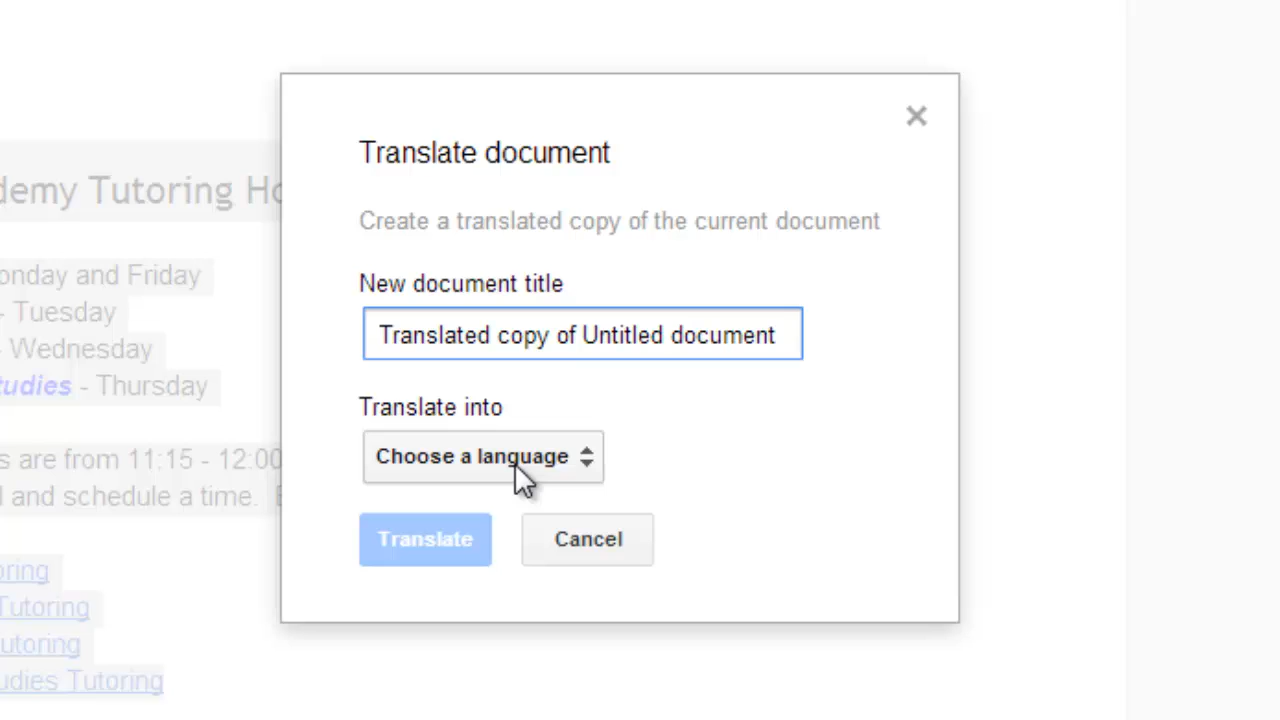 Translate document
Create a translated copy of the current document
New document title
Translated copy of Untitled document
Translate into
Choose a language
Translate
Cancel
Tutoring
onday and Friday
- Tuesday
- Wednesday
tudies - Thursday
s are from 11:15 - 12:00
and schedule a time.
oring
Tutoring
utoring
udies Tutoring